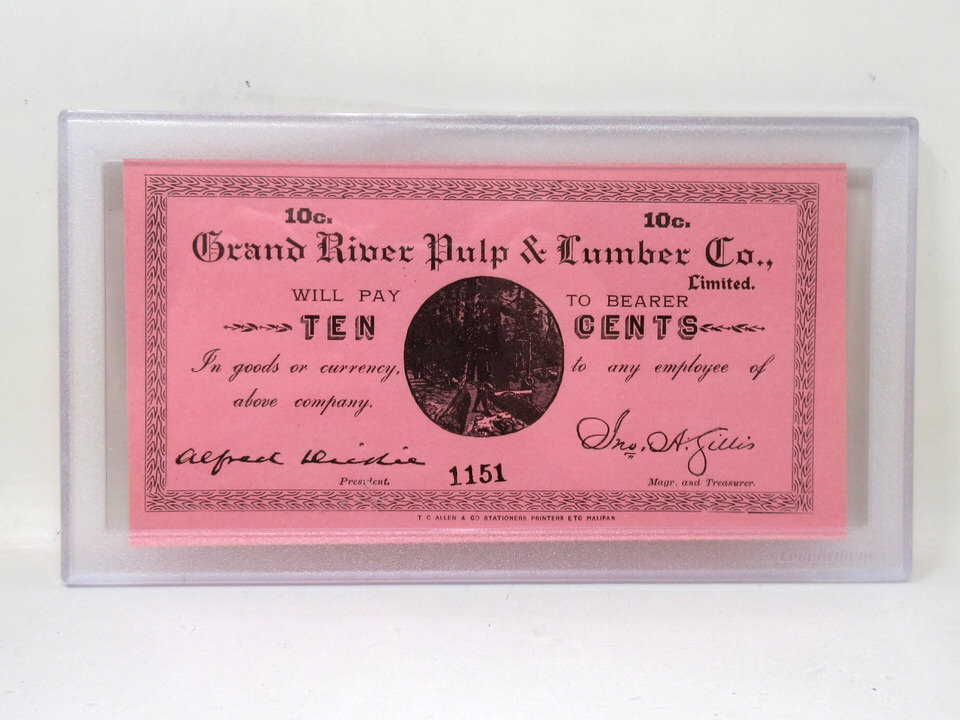 10c. 10c.
Grand River Pulp & Lumber Co.,
Limited.
WILL PAY TO BEARER
TEN CENTS
In goods or currency, to any employee of
above company.
Alfred Dickie Jno. A. Gillis
President. 1151 Magr. and Treasurer.
T. C. ALLEN & CO STATIONERS PRINTERS ETC HALIFAX
Leuchtturm